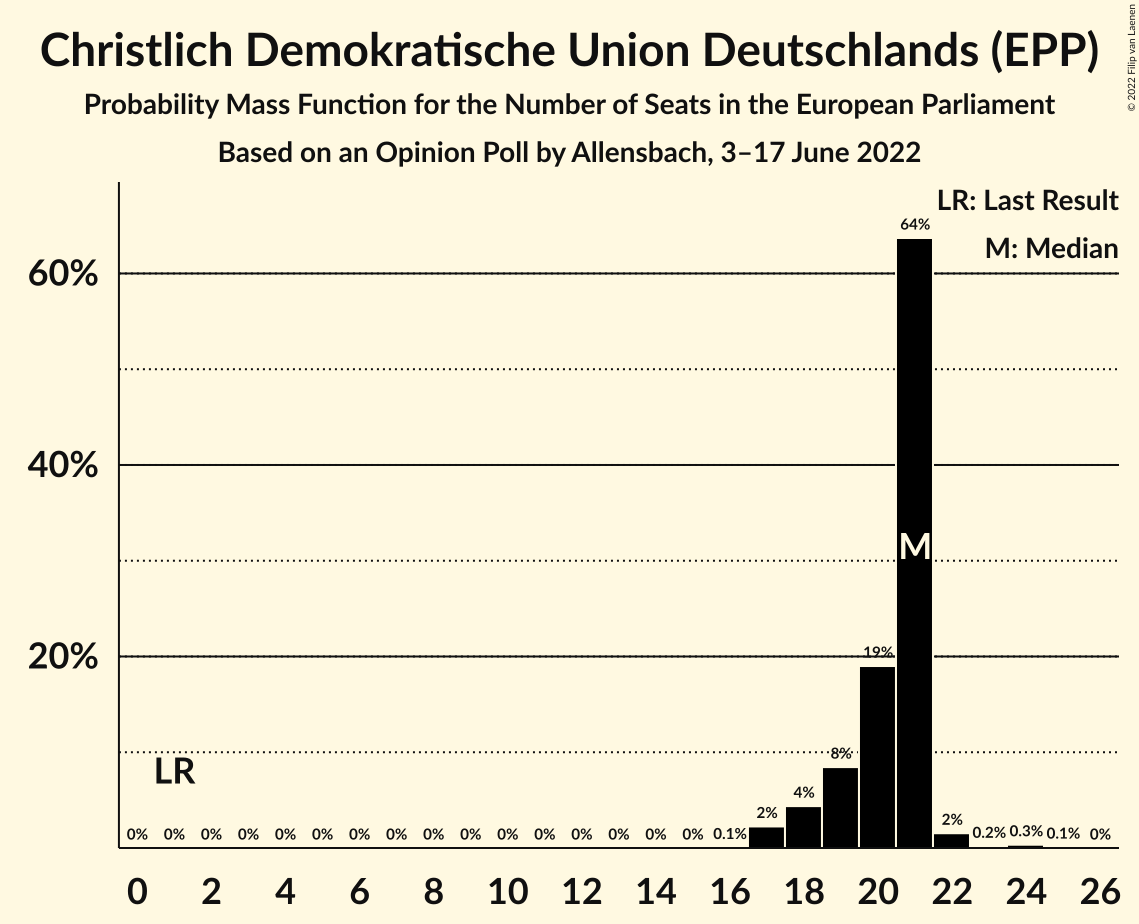 Christlich Demokratische Union Deutschlands (EPP)
Probability Mass Function for the Number of Seats in the European Parliament
Based on an Opinion Poll by Allensbach, 3–17 June 2022
© 2022 Filip van Laenen
LR: Last Result
M: Median
64%
60%
40%
M
20%
19%
8%
LR
4%
2%
2%
0% 0% 0% 0% 0% 0% 0% 0% 0% 0% 0% 0% 0% 0% 0% 0% 0.1% 0.2% 0.3% 0.1% 0%
0 2 4 6 8 10 12 14 16 18 20 22 24 26